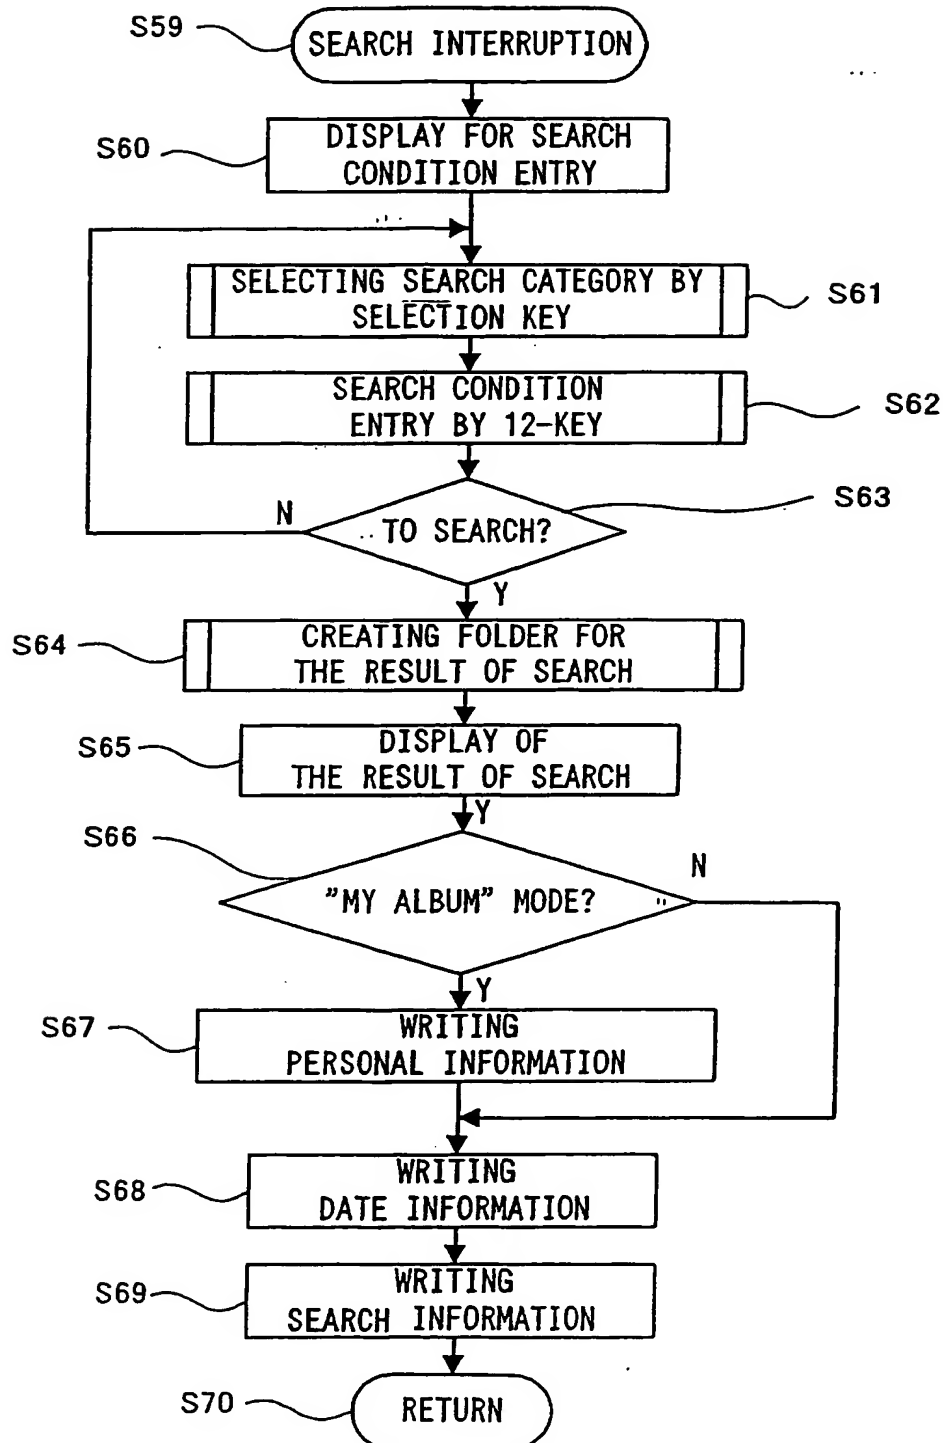 S59
SEARCH INTERRUPTION
S60
DISPLAY FOR SEARCH
CONDITION ENTRY
SELECTING SEARCH CATEGORY BY
SELECTION KEY
S61
SEARCH CONDITION
ENTRY BY 12-KEY
S62
S63
N
TO SEARCH?
Y
S64
CREATING FOLDER FOR
THE RESULT OF SEARCH
S65
DISPLAY OF
THE RESULT OF SEARCH
Y
S66
N
"MY ALBUM" MODE?
Y
S67
WRITING
PERSONAL INFORMATION
S68
WRITING
DATE INFORMATION
S69
WRITING
SEARCH INFORMATION
S70
RETURN